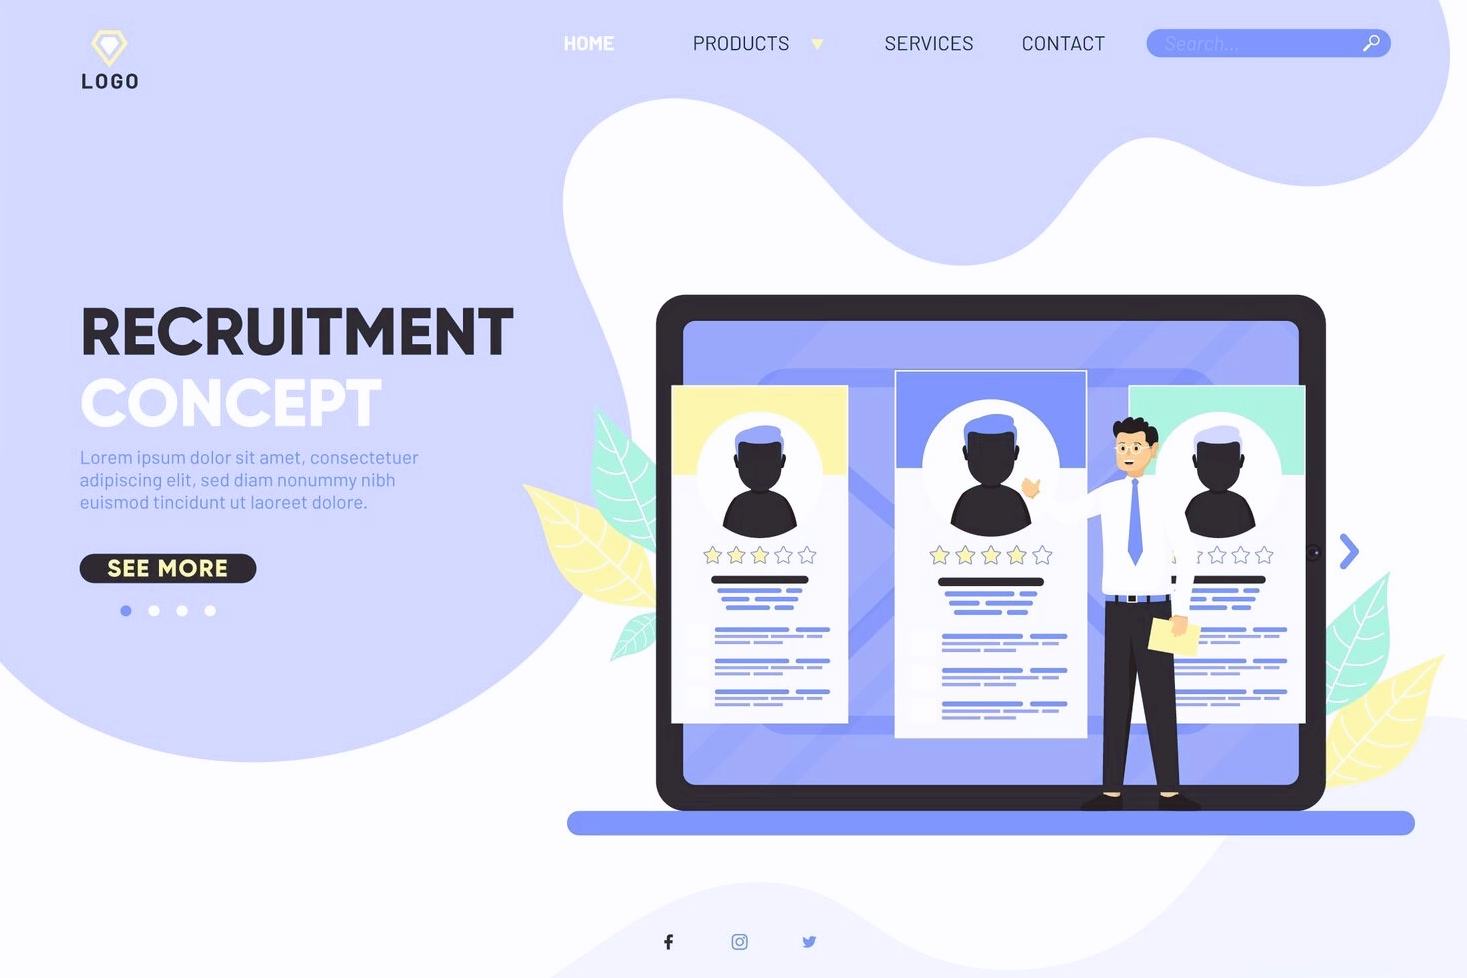 LOGO
HOME PRODUCTS SERVICES CONTACT Search...
RECRUITMENT
CONCEPT
Lorem ipsum dolor sit amet, consectetuer
adipiscing elit, sed diam nonummy nibh
euismod tincidunt ut laoreet dolore.
SEE MORE